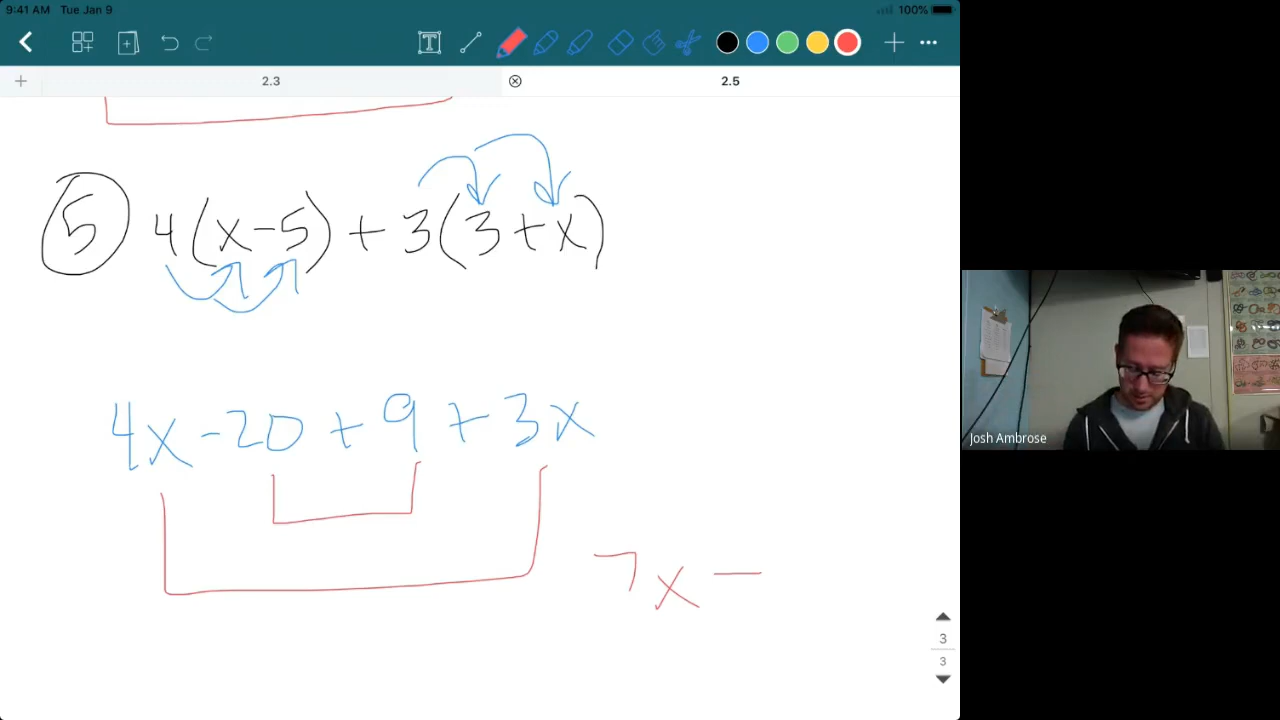 9:41 AM Tue Jan 9
100%
T
2.3
2.5
5 4(x-5) + 3(3+x)
4x-20 + 9 + 3x
7x -
3
3
Josh Ambrose